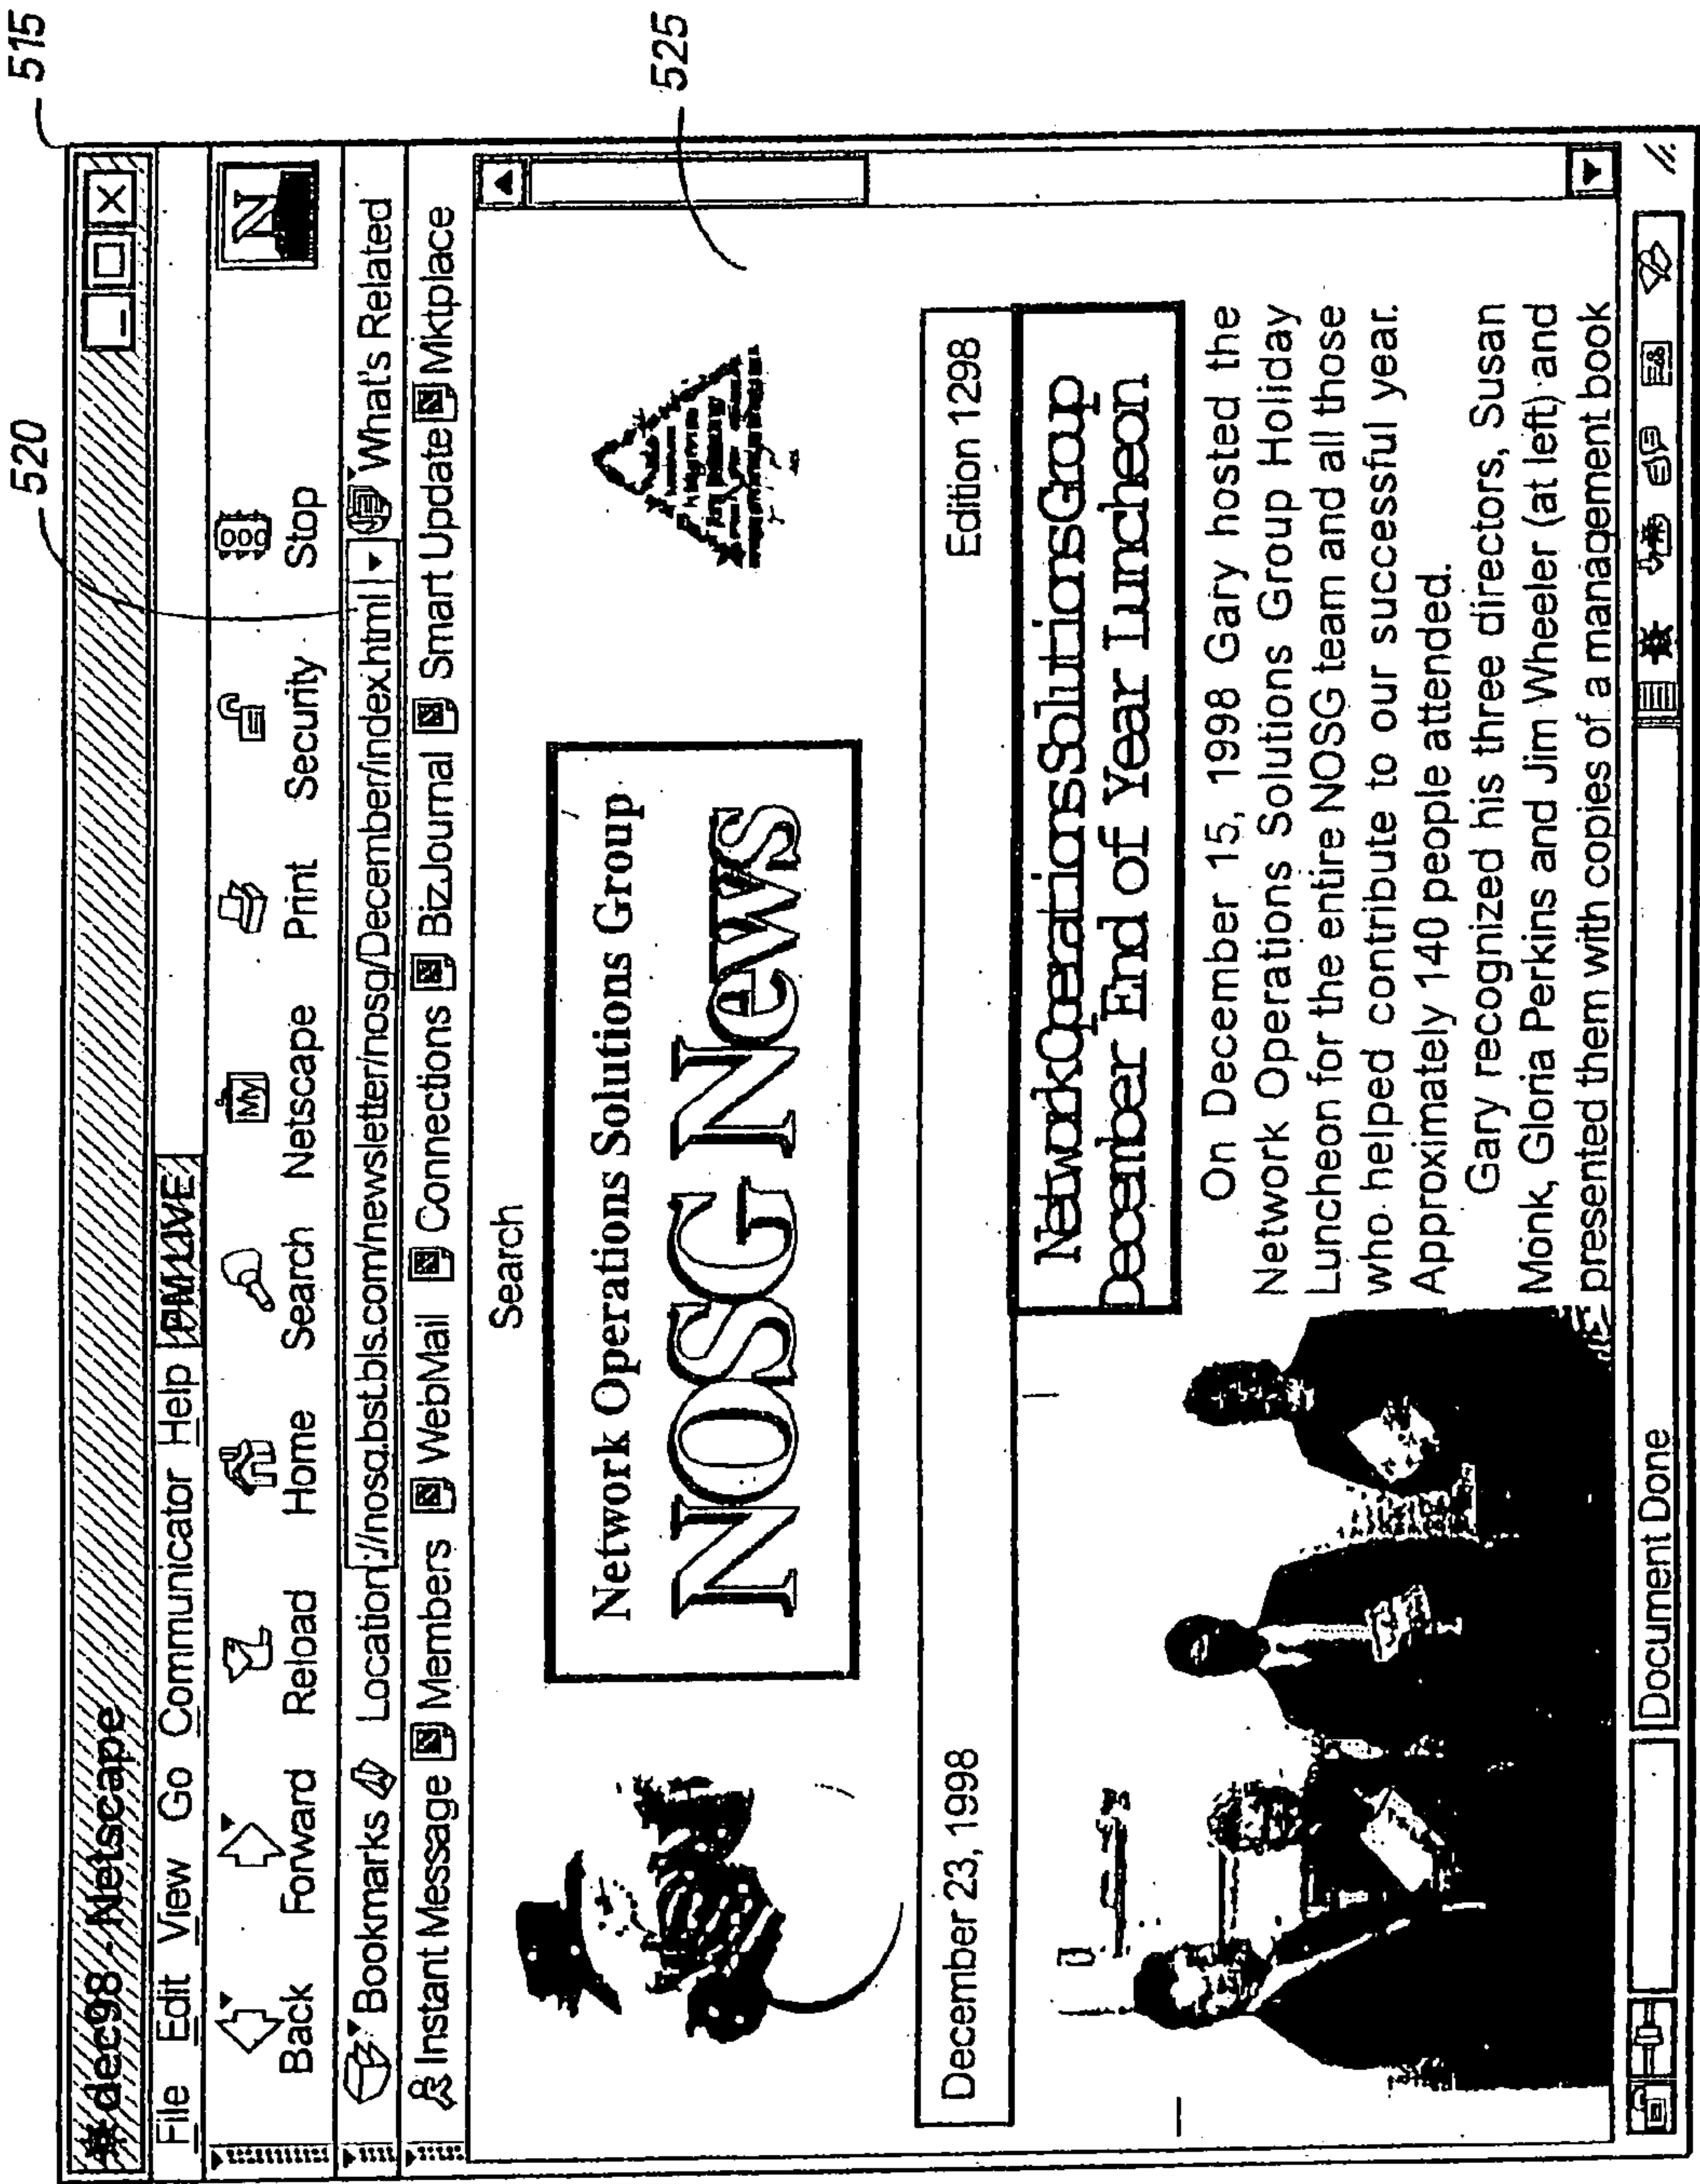 515
520
525
dec98 - Netscape
File Edit View Go Communicator Help PM LIVE
Back Forward Reload Home Search Netscape Print Security Stop
My
N
Bookmarks Location ://nosg.bst.bls.com/newsletter/nosg/December/index.html What's Related
Instant Message Members WebMail Connections BizJournal Smart Update Mktplace
Search
Network Operations Solutions Group
NOSG News
December 23, 1998 Edition 1298
Network Operations Solutions Group
December End of Year Luncheon
On December 15, 1998 Gary hosted the
Network Operations Solutions Group Holiday
Luncheon for the entire NOSG team and all those
who helped contribute to our successful year.
Approximately 140 people attended.
Gary recognized his three directors, Susan
Monk, Gloria Perkins and Jim Wheeler (at left) and
presented them with copies of a management book
Document Done